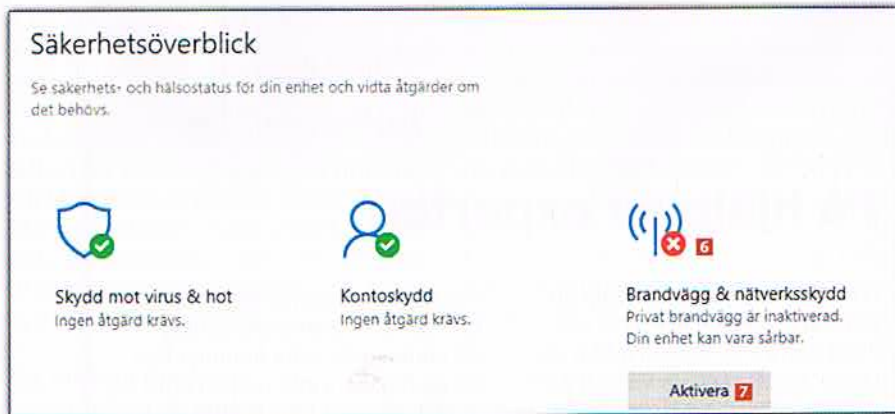 Säkerhetsöverblick
Se säkerhets- och hälsostatus för din enhet och vidta åtgärder om
det behövs.
6
Skydd mot virus & hot
Ingen åtgärd krävs.
Kontoskydd
Ingen åtgärd krävs.
Brandvägg & nätverksskydd
Privat brandvägg är inaktiverad.
Din enhet kan vara sårbar.
Aktivera 7